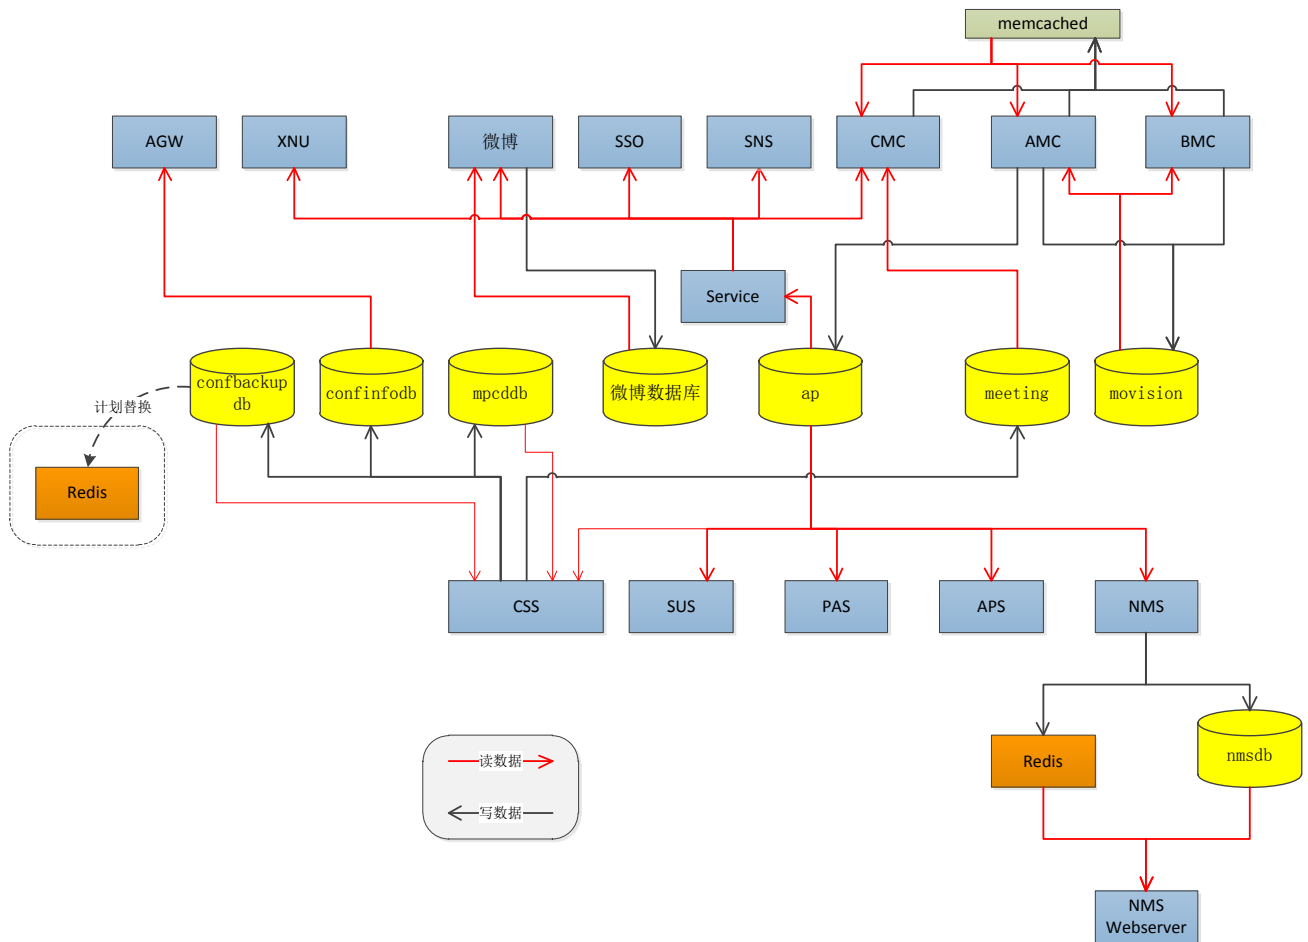 memcached
AGW
XNU
微博
SSO
SNS
CMC
AMC
BMC
Service
confbackup
db
confinfodb
mpcddb
微博数据库
ap
meeting
movision
计划替换
Redis
CSS
SUS
PAS
APS
NMS
Redis
nmsdb
读数据
写数据
NMS
Webserver